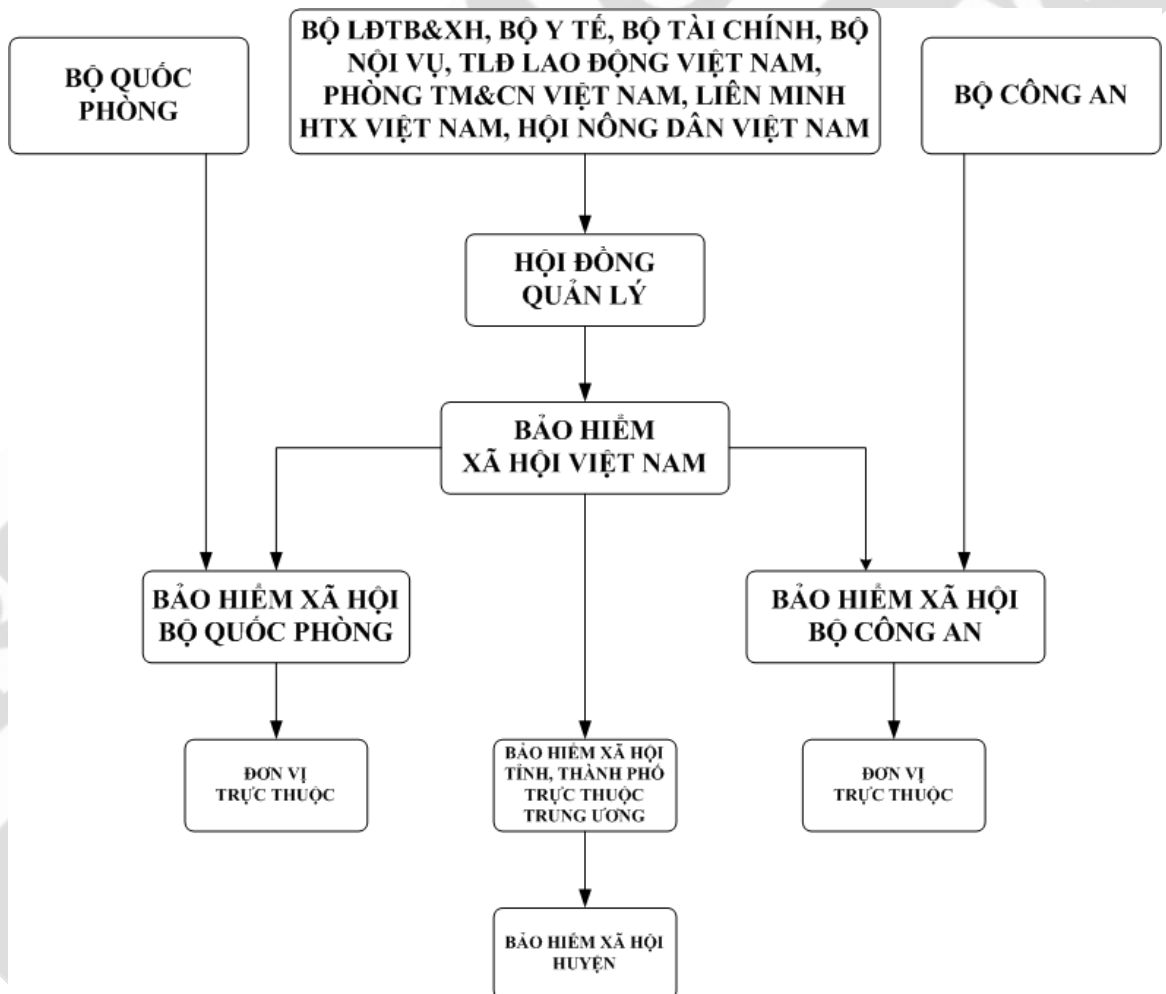 BỘ QUỐC
PHÒNG
BỘ LĐTB&XH, BỘ Y TẾ, BỘ TÀI CHÍNH, BỘ
NỘI VỤ, TLĐ LAO ĐỘNG VIỆT NAM,
PHÒNG TM&CN VIỆT NAM, LIÊN MINH
HTX VIỆT NAM, HỘI NÔNG DÂN VIỆT NAM
BỘ CÔNG AN
HỘI ĐỒNG
QUẢN LÝ
BẢO HIỂM
XÃ HỘI VIỆT NAM
BẢO HIỂM XÃ HỘI
BỘ QUỐC PHÒNG
BẢO HIỂM XÃ HỘI
BỘ CÔNG AN
ĐƠN VỊ
TRỰC THUỘC
BẢO HIỂM XÃ HỘI
TỈNH, THÀNH PHỐ
TRỰC THUỘC
TRUNG ƯƠNG
ĐƠN VỊ
TRỰC THUỘC
BẢO HIỂM XÃ HỘI
HUYỆN